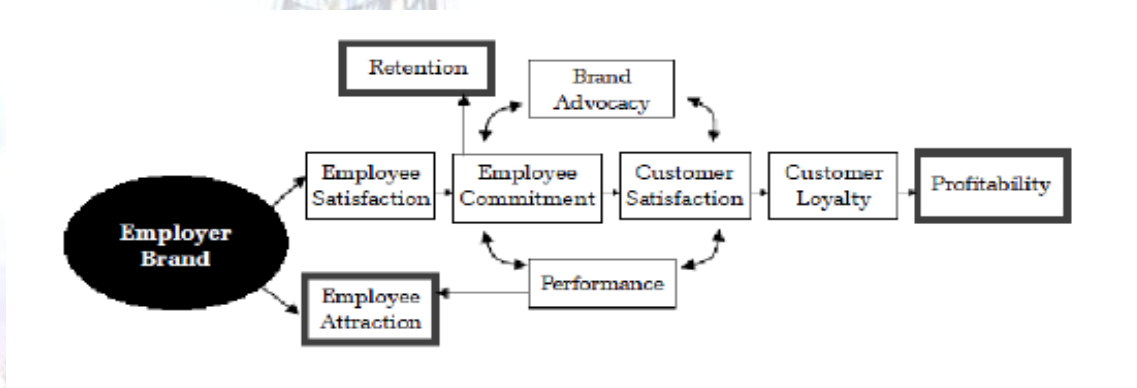 Retention
Brand
Advocacy
Employee
Satisfaction
Employee
Commitment
Customer
Satisfaction
Customer
Loyalty
Profitability
Employer
Brand
Employee
Attraction
Performance